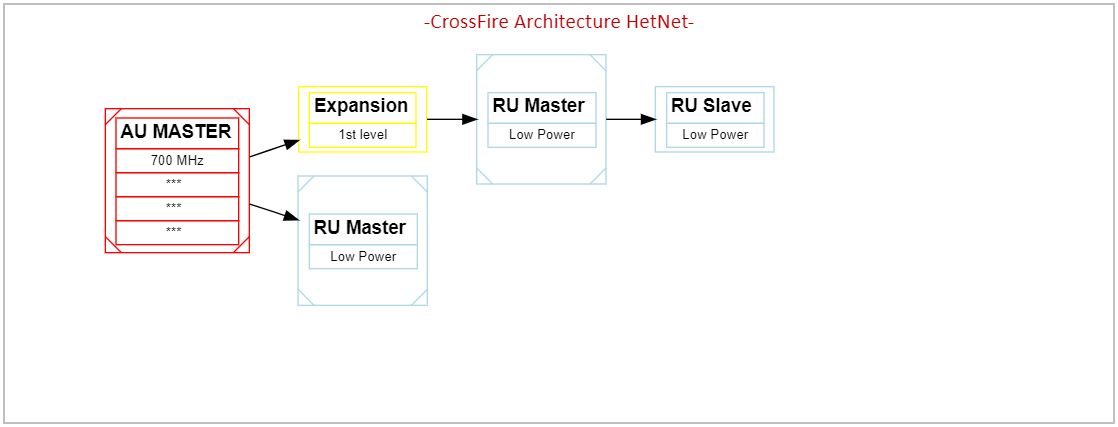 -CrossFire Architecture HetNet-
AU MASTER
700 MHz
***
***
***
Expansion
1st level
RU Master
Low Power
RU Master
Low Power
RU Slave
Low Power